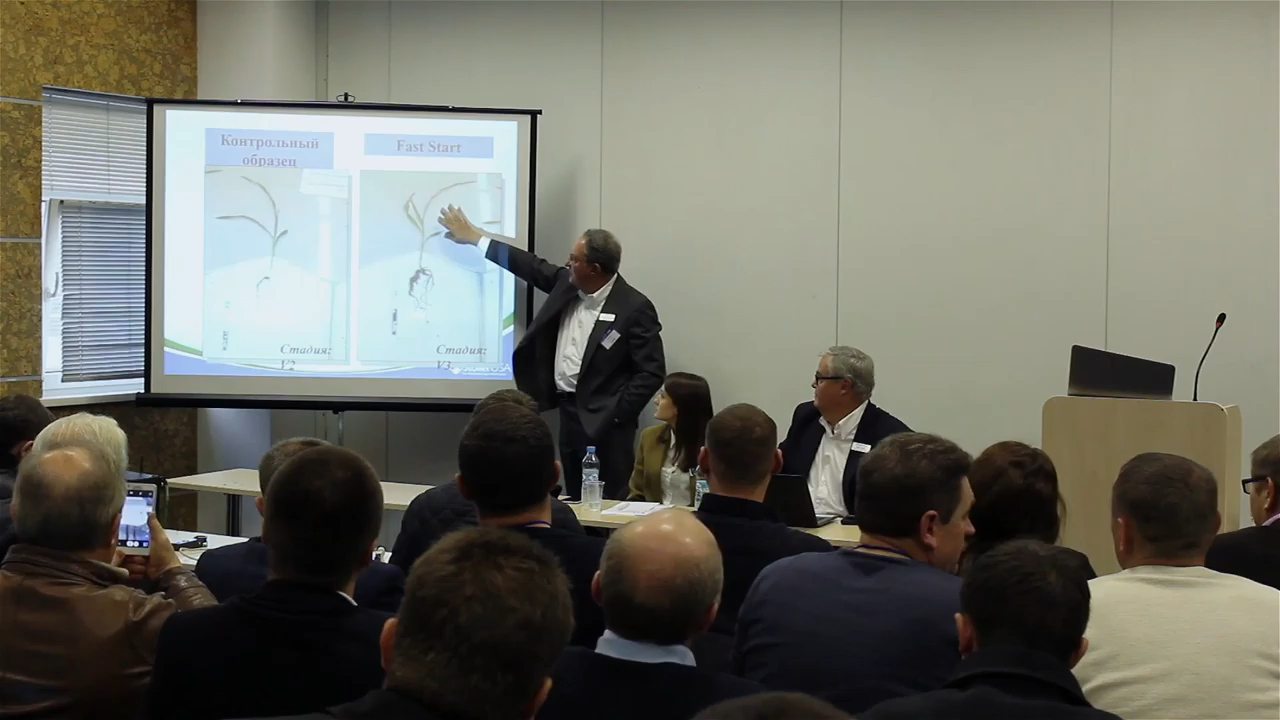 Контрольный
образец
Fast Start
Стадия:
V2
Стадия:
V3